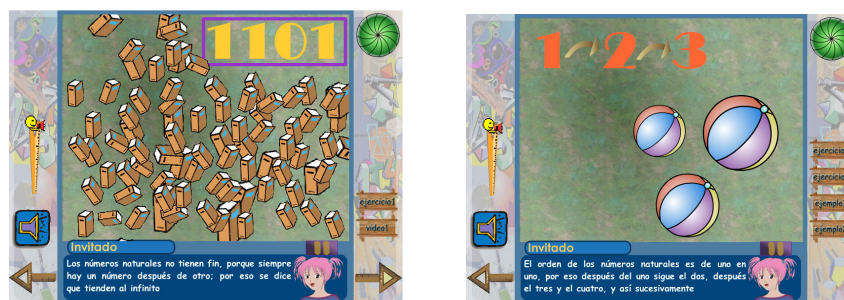 1101
ejercicio1
video1
Invitado
Los números naturales no tienen fin, porque siempre
hay un número después de otro; por eso se dice
que tienden al infinito
1 2 3
ejercicio
ejercicio
ejemplo
ejemplo2
Invitado
El orden de los números naturales es de uno en
uno, por eso después del uno sigue el dos, después
el tres y el cuatro, y así sucesivamente